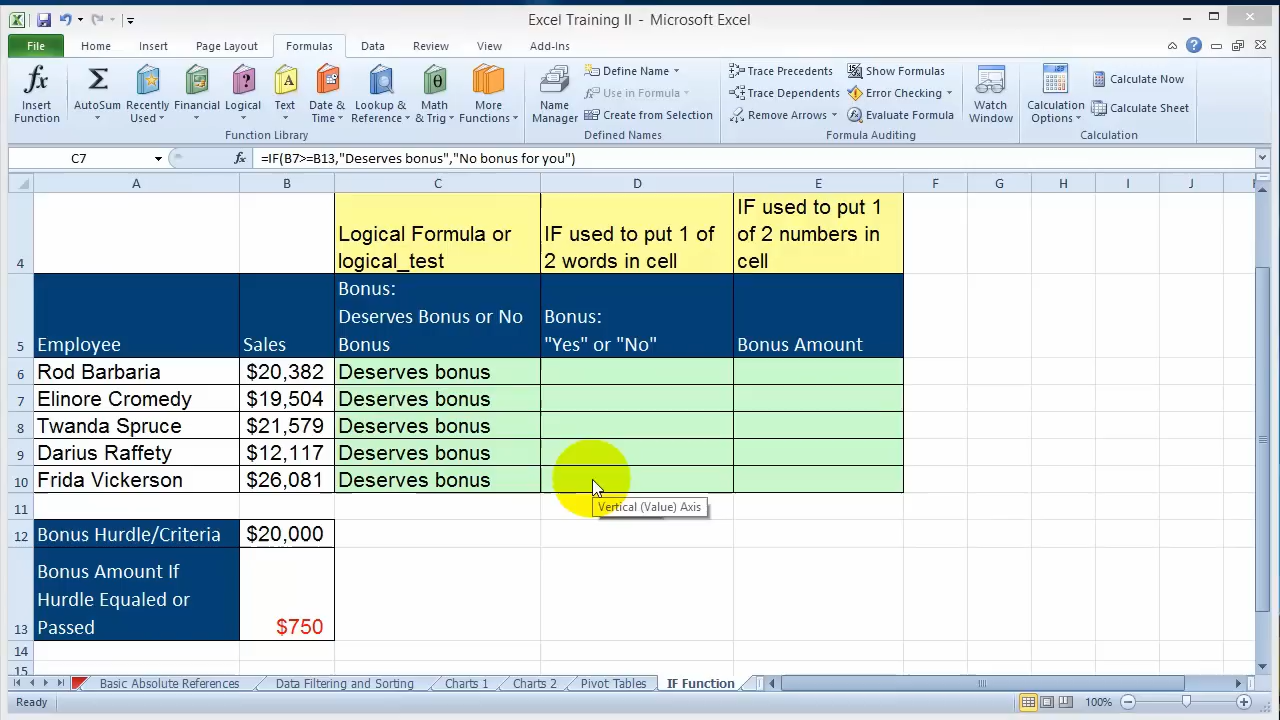 Excel Training II - Microsoft Excel
File Home Insert Page Layout Formulas Data Review View Add-Ins
Insert Function
AutoSum
Recently Used
Financial
Logical
Text
Date & Time
Lookup & Reference
Math & Trig
More Functions
Function Library
Name Manager
Define Name
Use in Formula
Create from Selection
Defined Names
Trace Precedents
Trace Dependents
Remove Arrows
Show Formulas
Error Checking
Evaluate Formula
Formula Auditing
Watch Window
Calculation Options
Calculate Now
Calculate Sheet
Calculation
C7 fx =IF(B7>=B13,"Deserves bonus","No bonus for you")
A B C D E F G H I J
4
Logical Formula or
logical_test
IF used to put 1 of
2 words in cell
IF used to put 1
of 2 numbers in
cell
5 Employee Sales
Bonus:
Deserves Bonus or No
Bonus
Bonus:
"Yes" or "No"
Bonus Amount
6 Rod Barbaria $20,382 Deserves bonus
7 Elinore Cromedy $19,504 Deserves bonus
8 Twanda Spruce $21,579 Deserves bonus
9 Darius Raffety $12,117 Deserves bonus
10 Frida Vickerson $26,081 Deserves bonus
Vertical (Value) Axis
11
12 Bonus Hurdle/Criteria $20,000
Bonus Amount If
Hurdle Equaled or
13 Passed $750
14
15
Basic Absolute References Data Filtering and Sorting Charts 1 Charts 2 Pivot Tables IF Function
Ready 100%